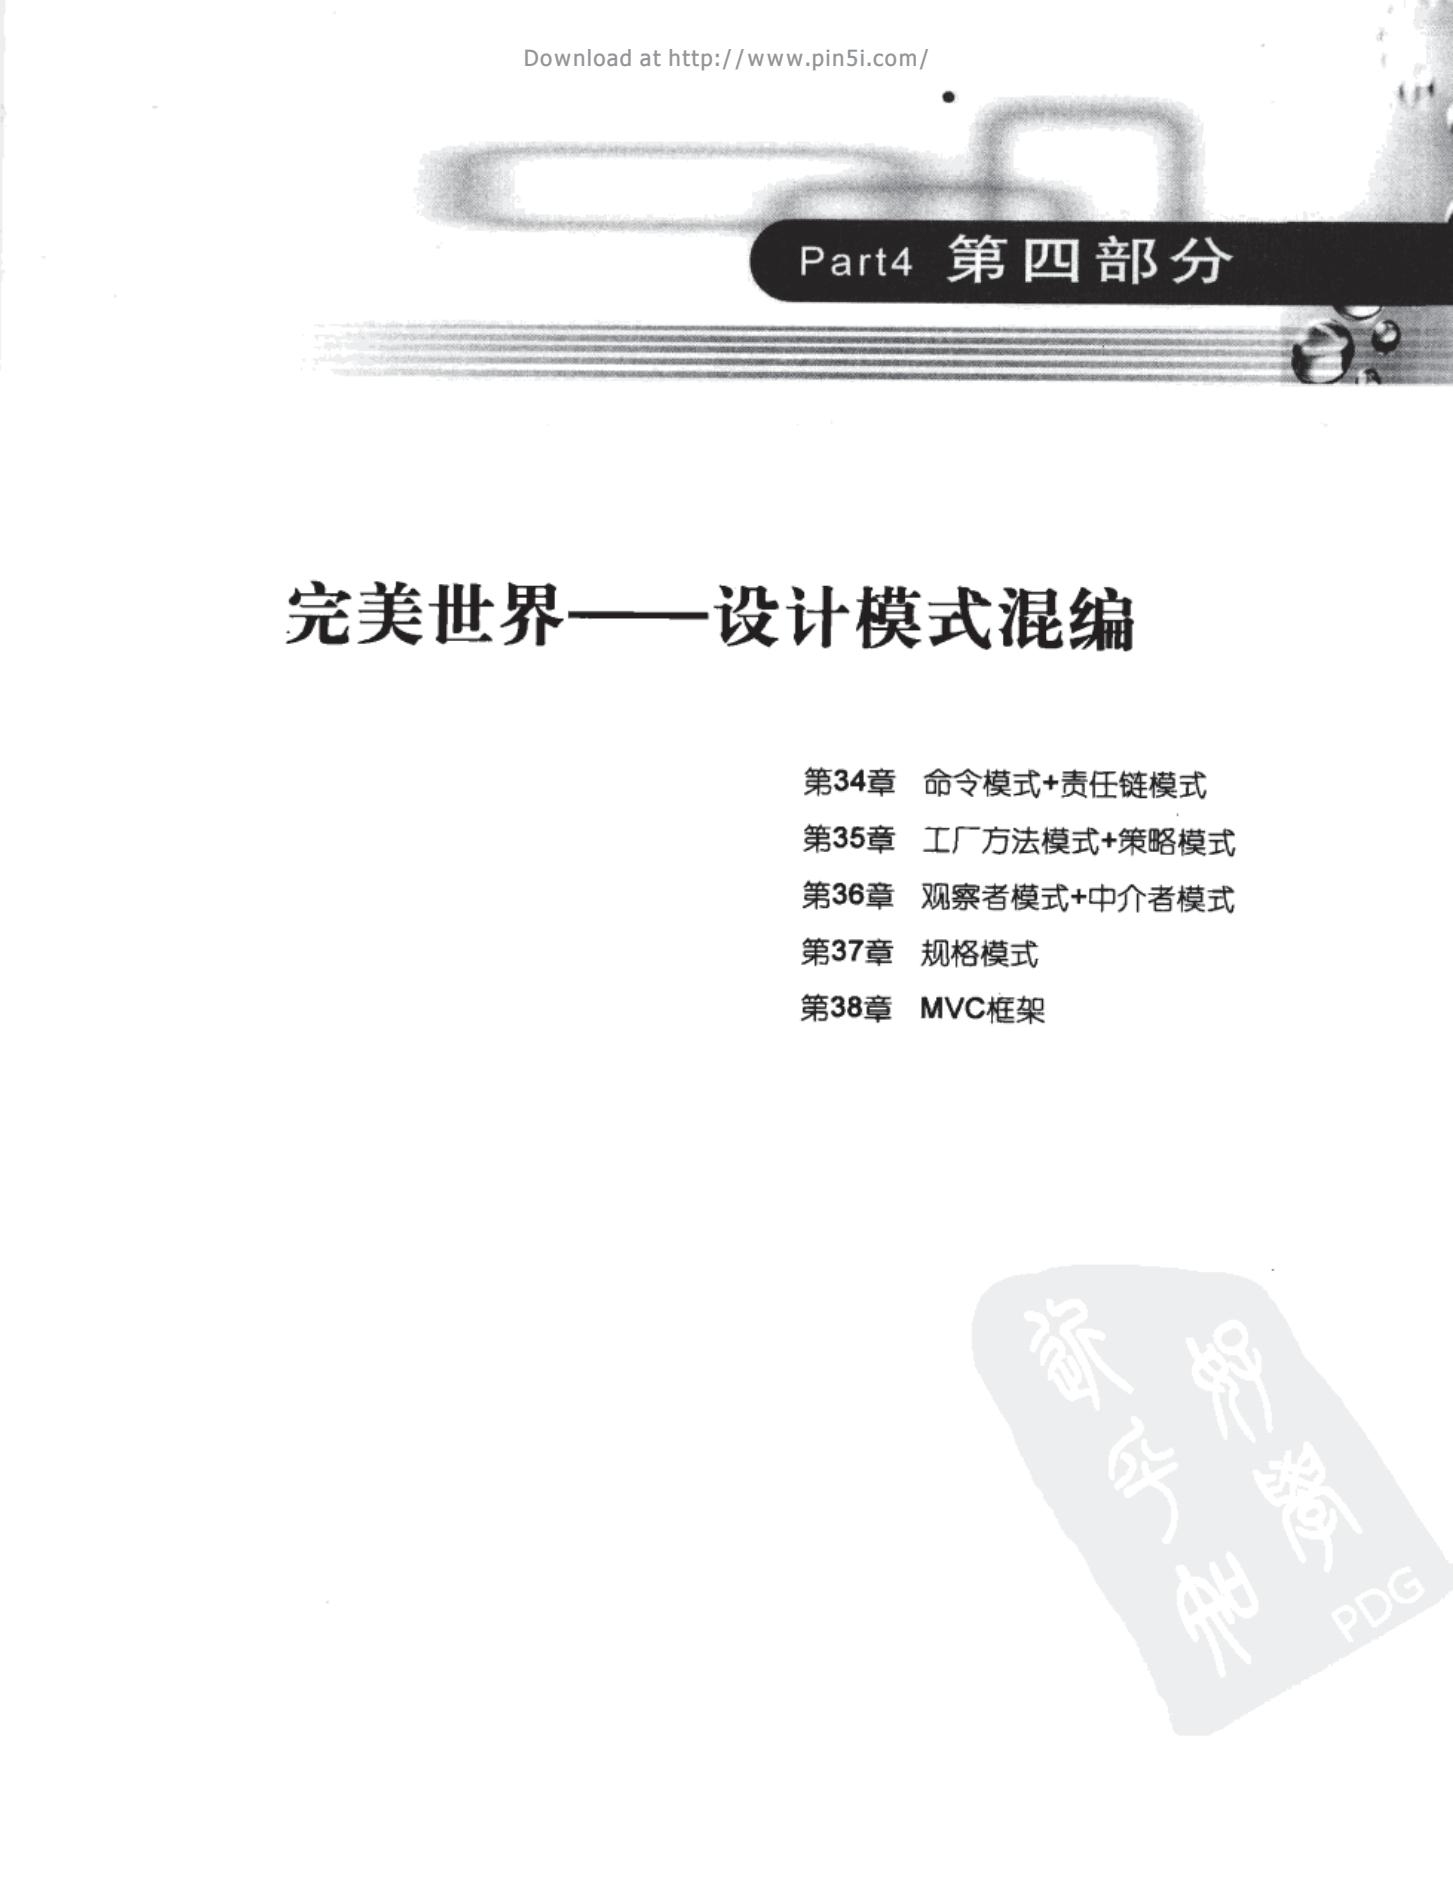 Download at http://www.pin5i.com/
Part4 第四部分
完美世界——设计模式混编
第34章 命令模式+责任链模式
第35章 工厂方法模式+策略模式
第36章 观察者模式+中介者模式
第37章 规格模式
第38章 MVC框架
PDG